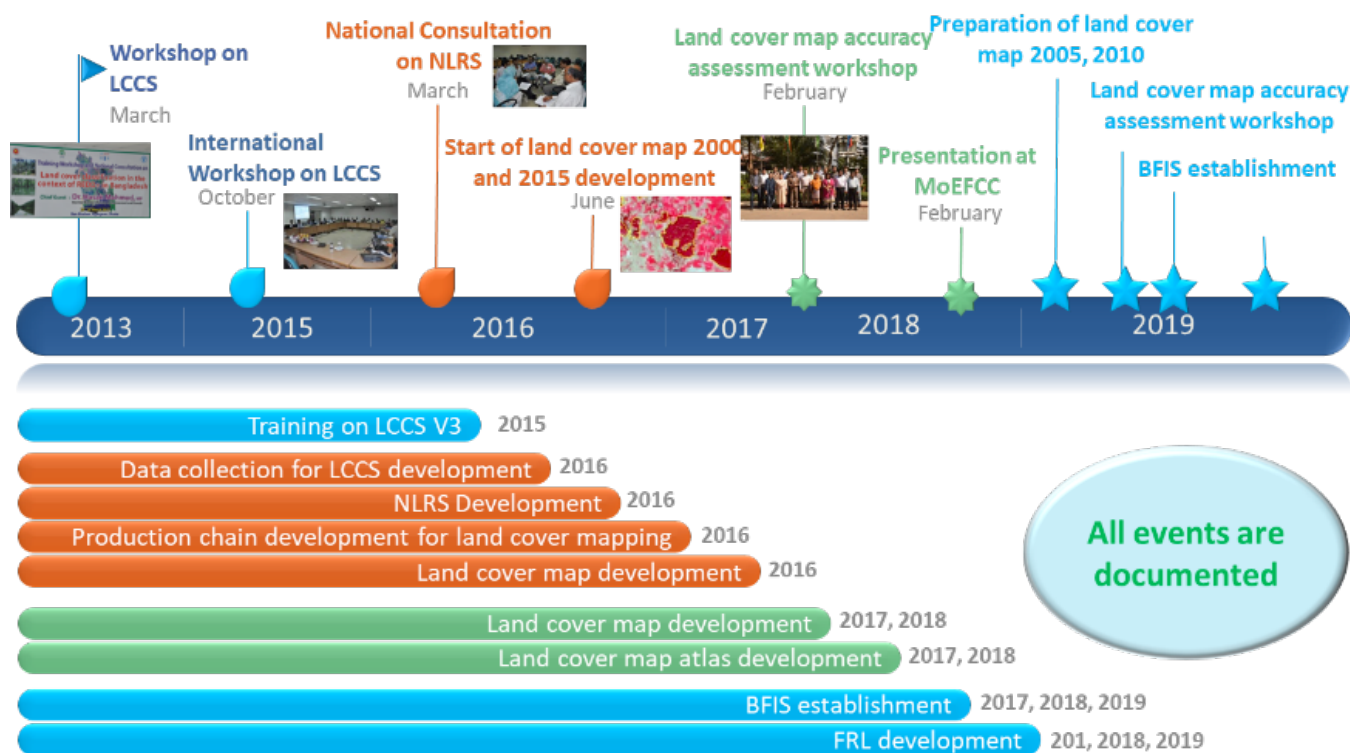 Workshop on
LCCS
March
International
Workshop on LCCS
October
National Consultation
on NLRS
March
Start of land cover map 2000
and 2015 development
June
Land cover map accuracy
assessment workshop
February
Presentation at
MoEFCC
February
Preparation of land cover
map 2005, 2010
Land cover map accuracy
assessment workshop
BFIS establishment
Land cover
context of
2013
2015
2016
2017
2018
2019
Training on LCCS V3 2015
Data collection for LCCS development 2016
NLRS Development 2016
Production chain development for land cover mapping 2016
Land cover map development 2016
Land cover map development 2017, 2018
Land cover map atlas development 2017, 2018
BFIS establishment 2017, 2018, 2019
FRL development 201, 2018, 2019
All events are
documented